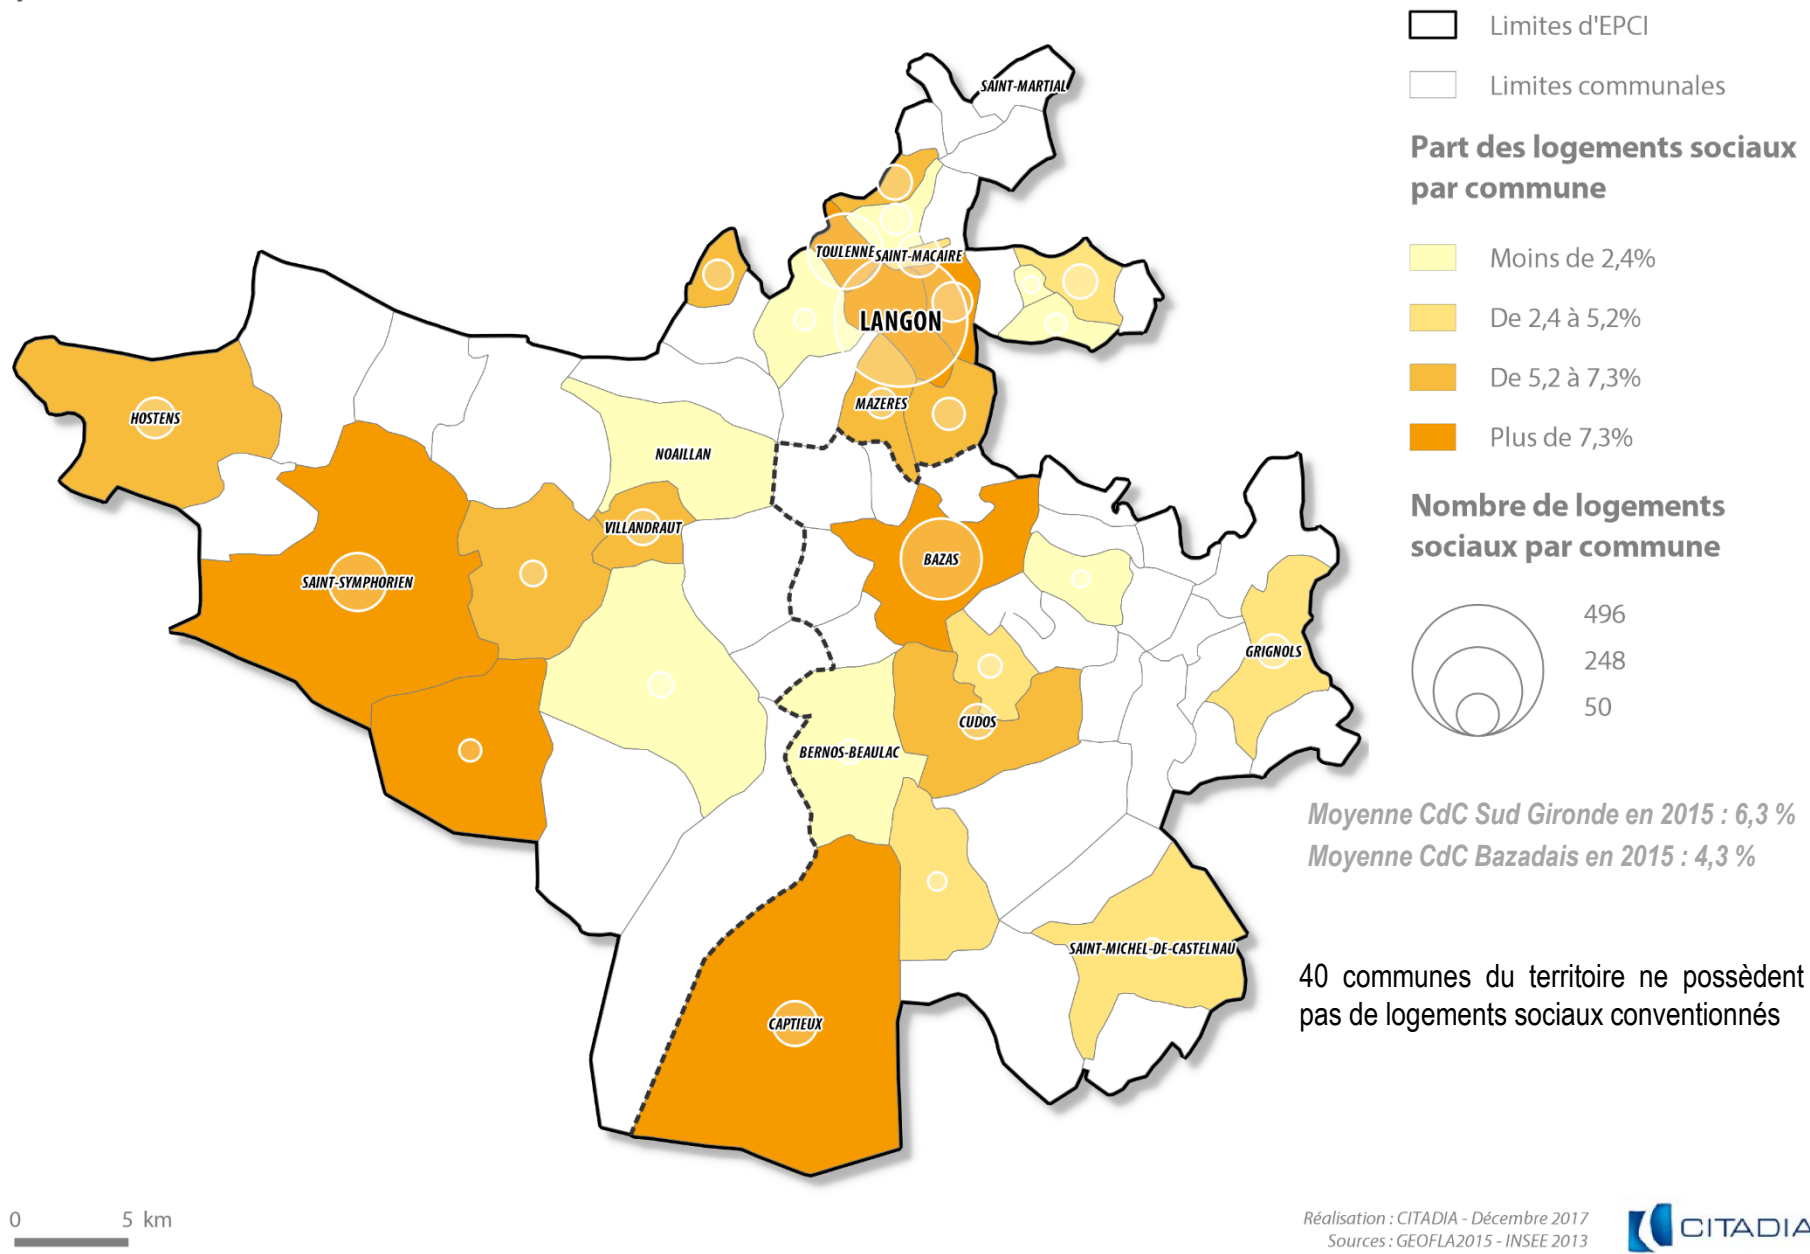 Limites d'EPCI
Limites communales
Part des logements sociaux
par commune
Moins de 2,4%
De 2,4 à 5,2%
De 5,2 à 7,3%
Plus de 7,3%
Nombre de logements
sociaux par commune
496
248
50
Moyenne CdC Sud Gironde en 2015 : 6,3 %
Moyenne CdC Bazadais en 2015 : 4,3 %
40 communes du territoire ne possèdent
pas de logements sociaux conventionnés
SAINT-MARTIAL
TOULENNE
SAINT-MACAIRE
LANGON
MAZERES
HOSTENS
NOAILLAN
VILLANDRAUT
SAINT-SYMPHORIEN
BAZAS
GRIGNOLS
CUDOS
BERNOS-BEAULAC
SAINT-MICHEL-DE-CASTELNAU
CAPTIEUX
0 5 km
Réalisation : CITADIA - Décembre 2017
Sources : GEOFLA2015 - INSEE 2013
CITADIA